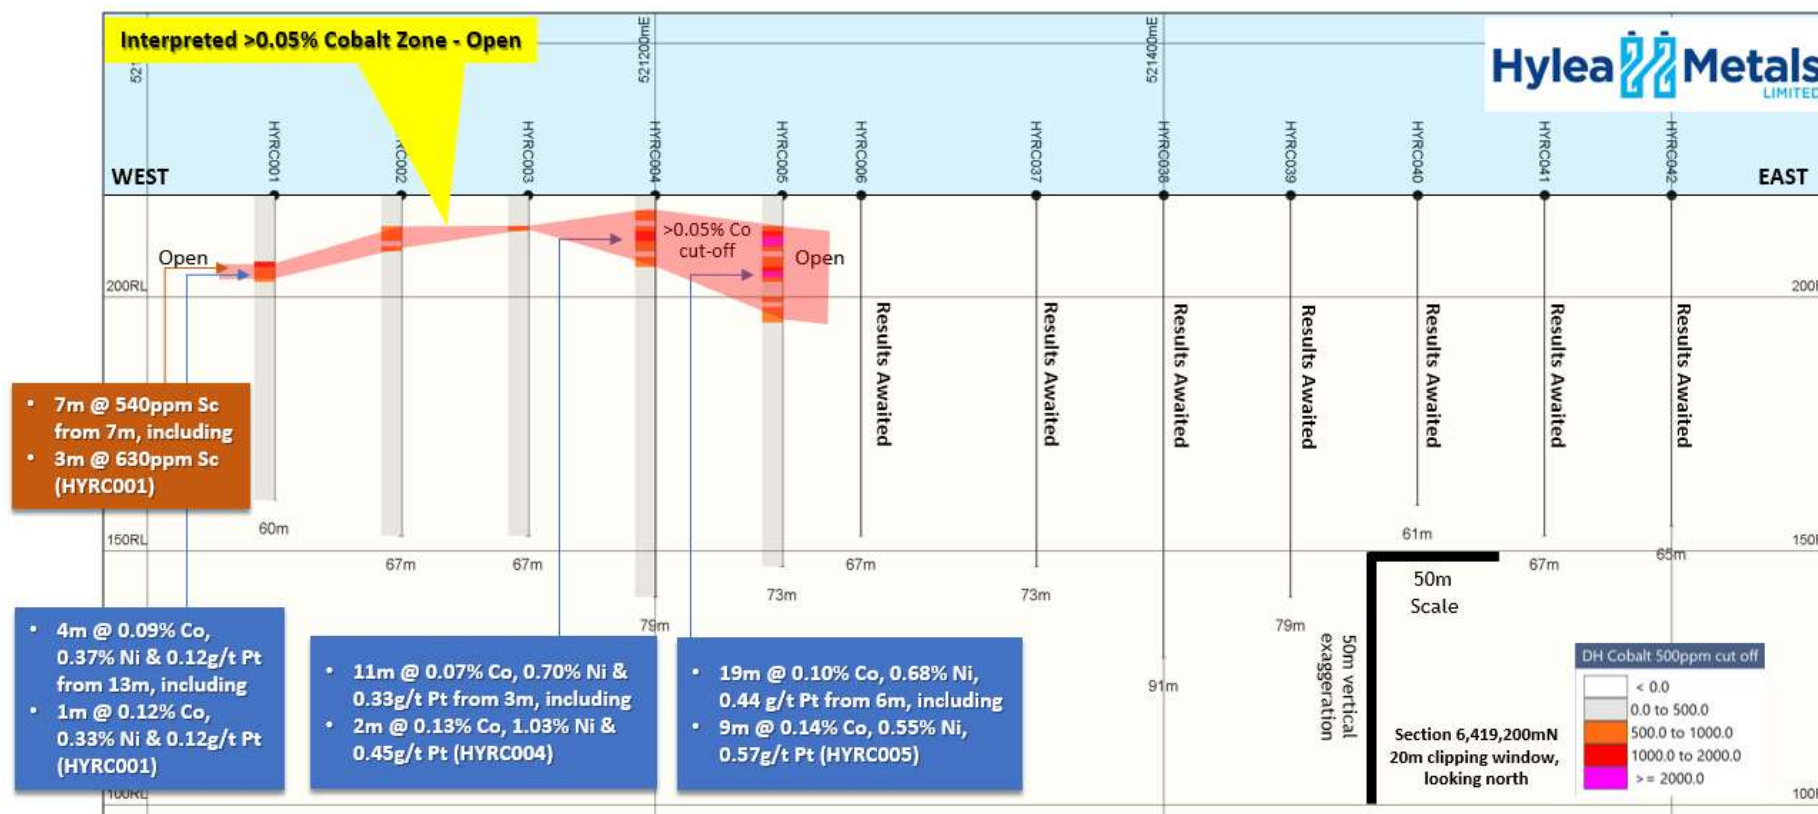 Interpreted >0.05% Cobalt Zone - Open
521200mE
521400mE
Hylea Metals
LIMITED
HYRC001
HYRC003
HYRC004
HYRC005
HYRC006
HYRC037
HYRC038
HYRC039
HYRC040
HYRC041
HYRC042
WEST
EAST
Open
>0.05% Co
cut-off
Open
200RL
Results Awaited
Results Awaited
Results Awaited
Results Awaited
Results Awaited
Results Awaited
Results Awaited
• 7m @ 540ppm Sc
from 7m, including
• 3m @ 630ppm Sc
(HYRC001)
60m
67m
67m
79m
73m
67m
73m
91m
79m
61m
67m
65m
150RL
50m
Scale
50m vertical
exaggeration
• 4m @ 0.09% Co,
0.37% Ni & 0.12g/t Pt
from 13m, including
• 1m @ 0.12% Co,
0.33% Ni & 0.12g/t Pt
(HYRC001)
• 11m @ 0.07% Co, 0.70% Ni &
0.33g/t Pt from 3m, including
• 2m @ 0.13% Co, 1.03% Ni &
0.45g/t Pt (HYRC004)
• 19m @ 0.10% Co, 0.68% Ni,
0.44 g/t Pt from 6m, including
• 9m @ 0.14% Co, 0.55% Ni,
0.57g/t Pt (HYRC005)
Section 6,419,200mN
20m clipping window,
looking north
DH Cobalt 500ppm cut off
< 0.0
0.0 to 500.0
500.0 to 1000.0
1000.0 to 2000.0
>= 2000.0
100RL